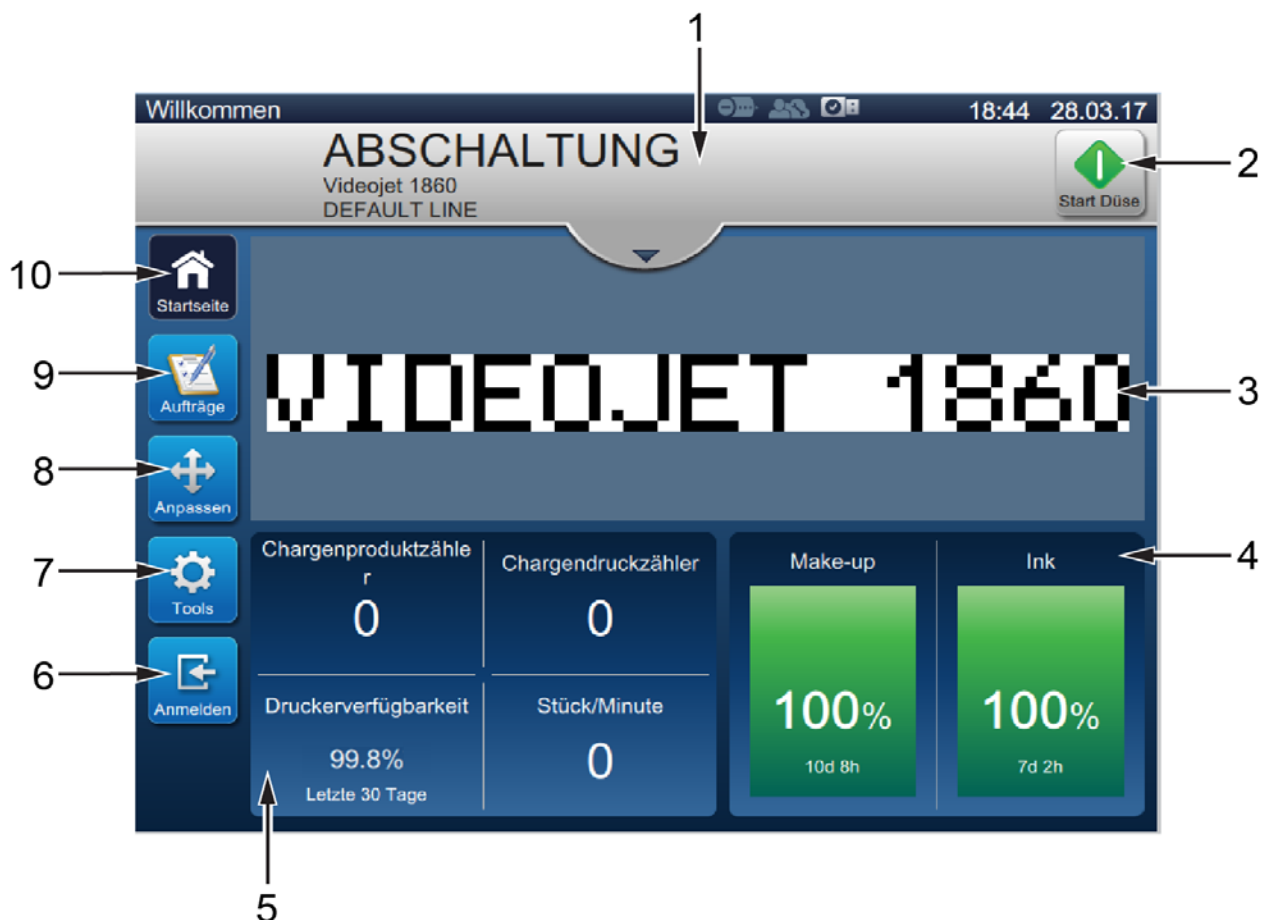 1
Willkommen 18:44 28.03.17
ABSCHALTUNG
Videojet 1860
DEFAULT LINE
Start Düse
2
10
Startseite
9
Aufträge
8
Anpassen
7
Tools
6
Anmelden
VIDEOJET 1860
3
Chargenproduktzähle
r
0
Chargendruckzähler
0
Druckerverfügbarkeit
99.8%
Letzte 30 Tage
Stück/Minute
0
Make-up
100%
10d 8h
Ink
100%
7d 2h
4
5